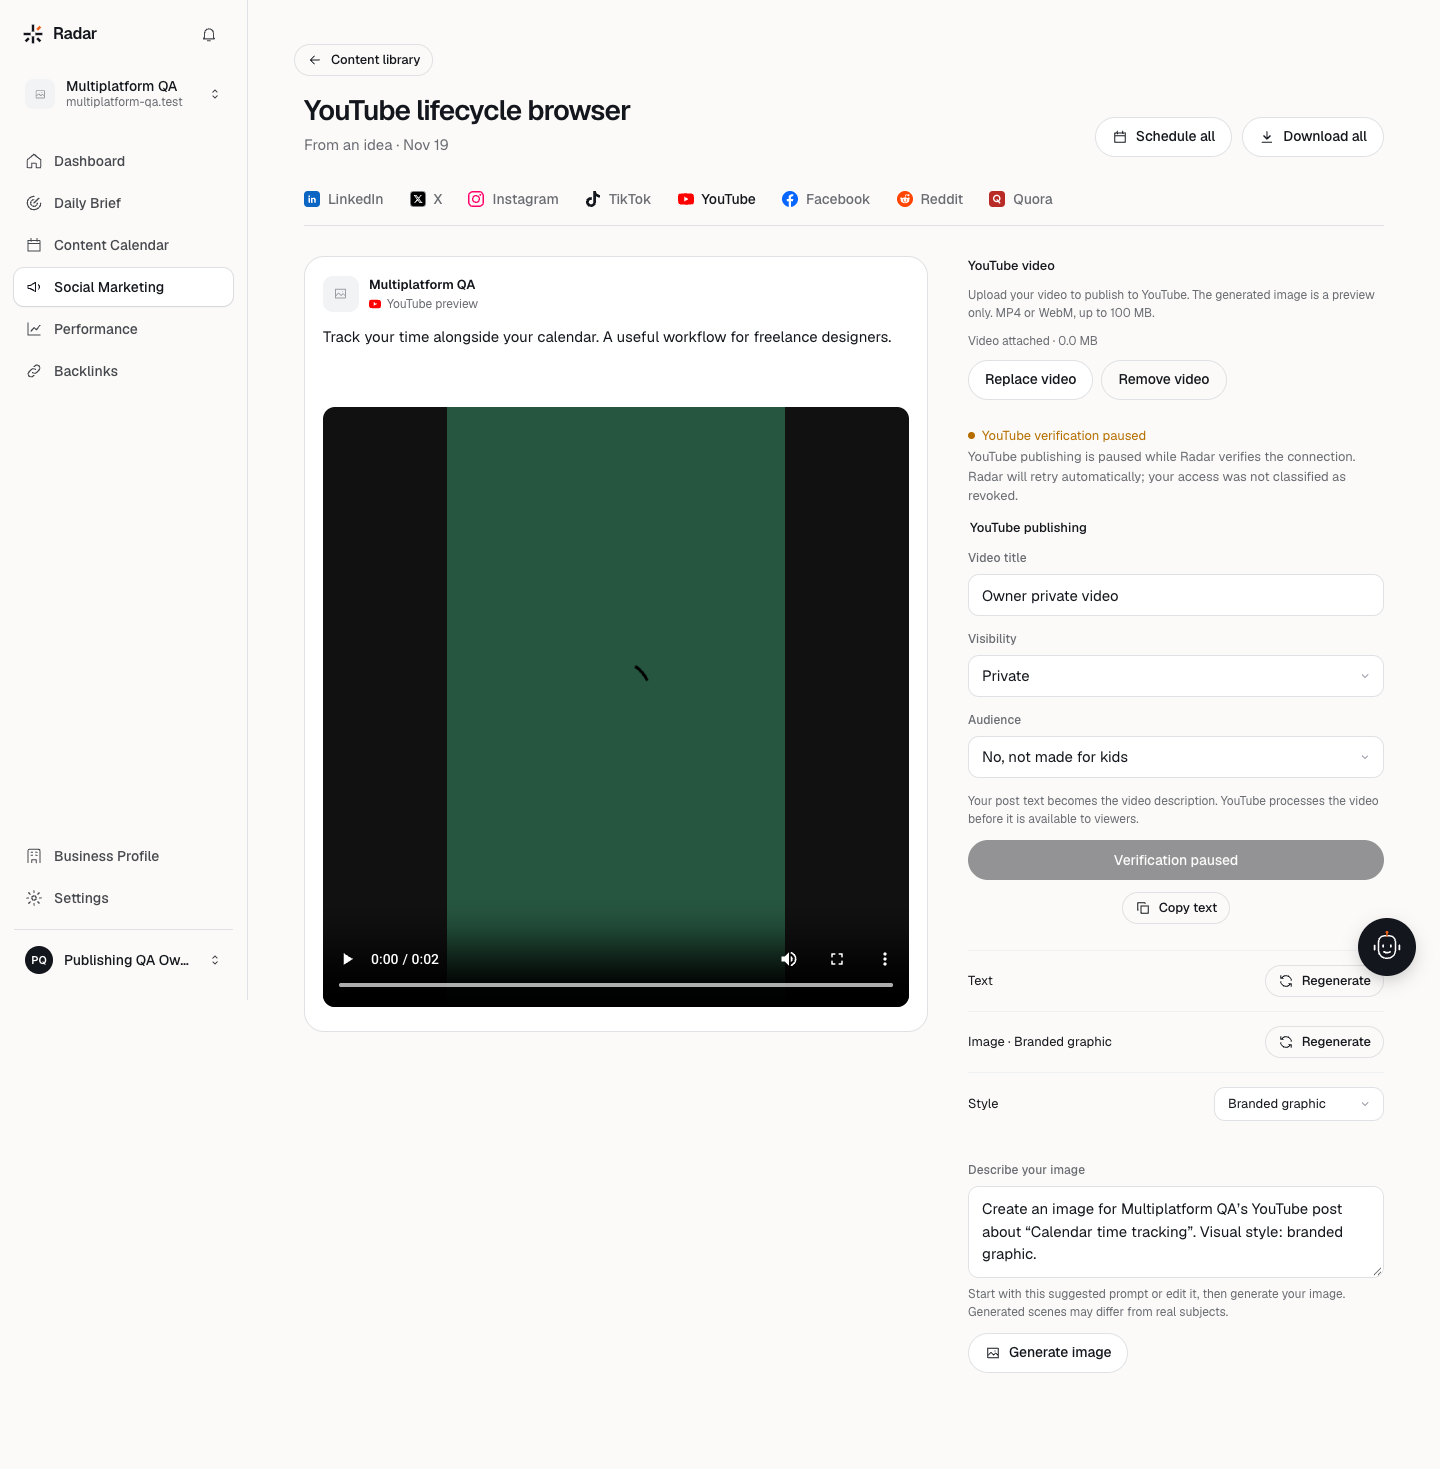 Radar
Multiplatform QA
multiplatform-qa.test
Dashboard
Daily Brief
Content Calendar
Social Marketing
Performance
Backlinks
Business Profile
Settings
PQ
Publishing QA Ow...
Content library
YouTube lifecycle browser
From an idea · Nov 19
Schedule all
Download all
LinkedIn
X
Instagram
TikTok
YouTube
Facebook
Reddit
Quora
Multiplatform QA
YouTube preview
Track your time alongside your calendar. A useful workflow for freelance designers.
0:00 / 0:02
YouTube video
Upload your video to publish to YouTube. The generated image is a preview
only. MP4 or WebM, up to 100 MB.
Video attached · 0.0 MB
Replace video
Remove video
YouTube verification paused
YouTube publishing is paused while Radar verifies the connection.
Radar will retry automatically; your access was not classified as
revoked.
YouTube publishing
Video title
Owner private video
Visibility
Private
Audience
No, not made for kids
Your post text becomes the video description. YouTube processes the video
before it is available to viewers.
Verification paused
Copy text
Text
Regenerate
Image · Branded graphic
Regenerate
Style
Branded graphic
Describe your image
Create an image for Multiplatform QA's YouTube post
about “Calendar time tracking”. Visual style: branded
graphic.
Start with this suggested prompt or edit it, then generate your image.
Generated scenes may differ from real subjects.
Generate image